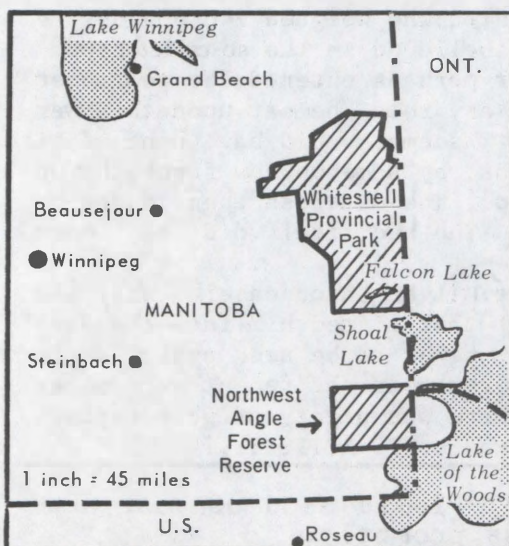 Lake Winnipeg
ONT.
Grand Beach
Whiteshell
Provincial
Park
Beausejour
Winnipeg
Falcon Lake
MANITOBA
Shoal
Lake
Steinbach
Northwest
Angle
Forest
Reserve
Lake
of the
Woods
1 inch = 45 miles
U.S.
Roseau